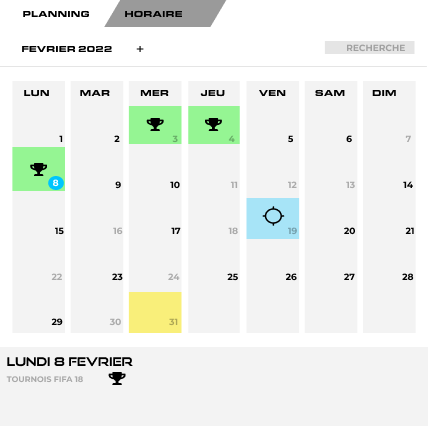 PLANNING HORAIRE
FEVRIER 2022 + RECHERCHE
LUN MAR MER JEU VEN SAM DIM
1 2 3 4 5 6 7
8 9 10 11 12 13 14
15 16 17 18 19 20 21
22 23 24 25 26 27 28
29 30 31
LUNDI 8 FEVRIER
TOURNOIS FIFA 18